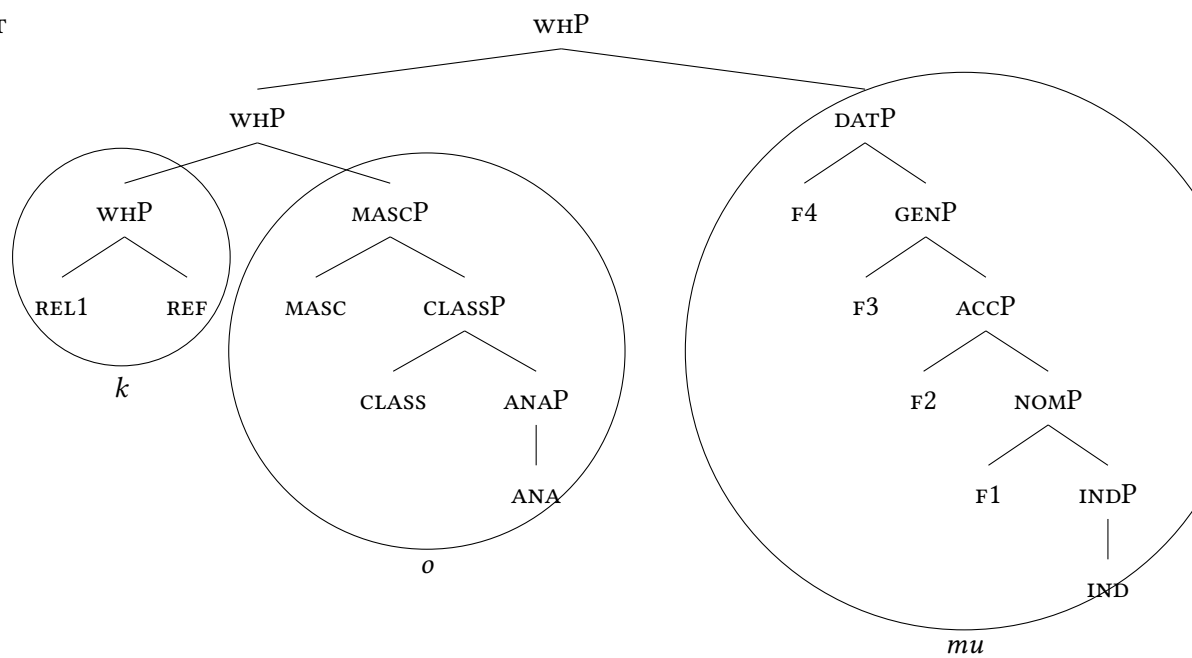 T WHP
WHP DATP
WHP MASCP F4 GENP
REL1 REF MASC CLASSP F3 ACCP
k CLASS ANAP F2 NOMP
ANA F1 INDP
o IND
mu